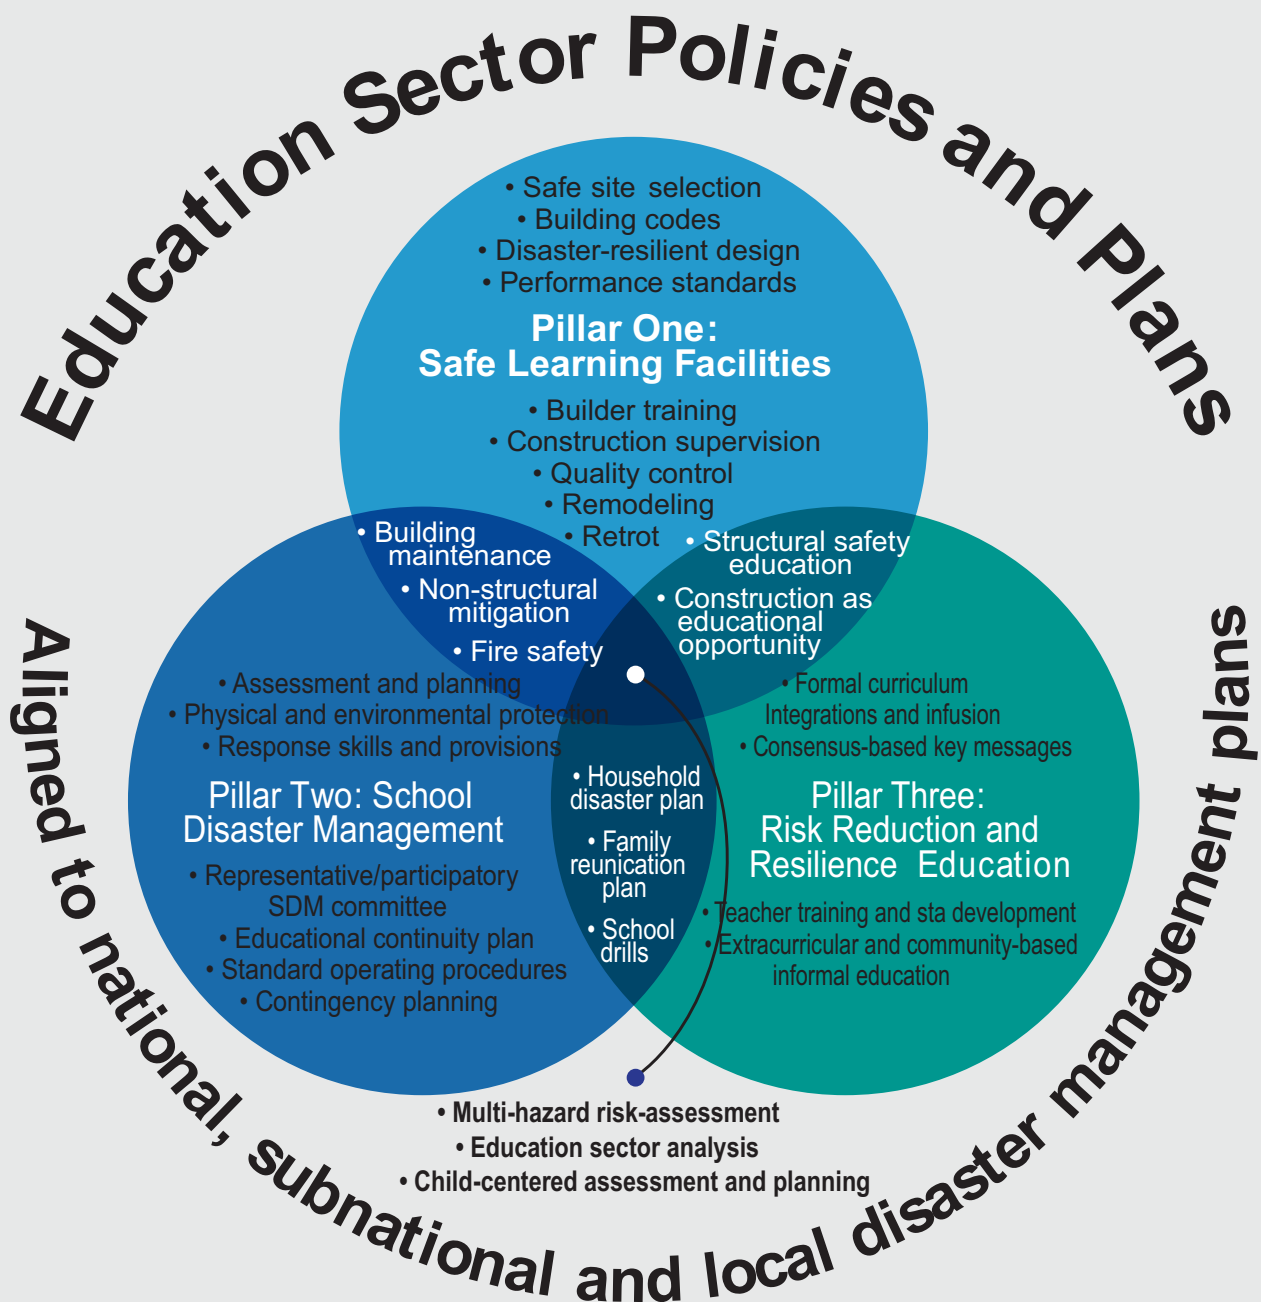 Education Sector Policies and Plans
• Safe site selection
• Building codes
• Disaster-resilient design
• Performance standards
Pillar One:
Safe Learning Facilities
• Builder training
• Construction supervision
• Quality control
• Remodeling
• Retrot
• Building
maintenance
• Non-structural
mitigation
• Fire safety
• Structural safety
education
• Construction as
educational
opportunity
• Assessment and planning
• Physical and environmental protection
• Response skills and provisions
Pillar Two: School
Disaster Management
• Representative/participatory
SDM committee
• Educational continuity plan
• Standard operating procedures
• Contingency planning
• Household
disaster plan
• Family
reunication
plan
• School
drills
• Formal curriculum
Integrations and infusion
• Consensus-based key messages
Pillar Three:
Risk Reduction and
Resilience Education
• Teacher training and sta development
• Extracurricular and community-based
informal education
• Multi-hazard risk-assessment
• Education sector analysis
• Child-centered assessment and planning
Aligned to national, subnational and local disaster management plans